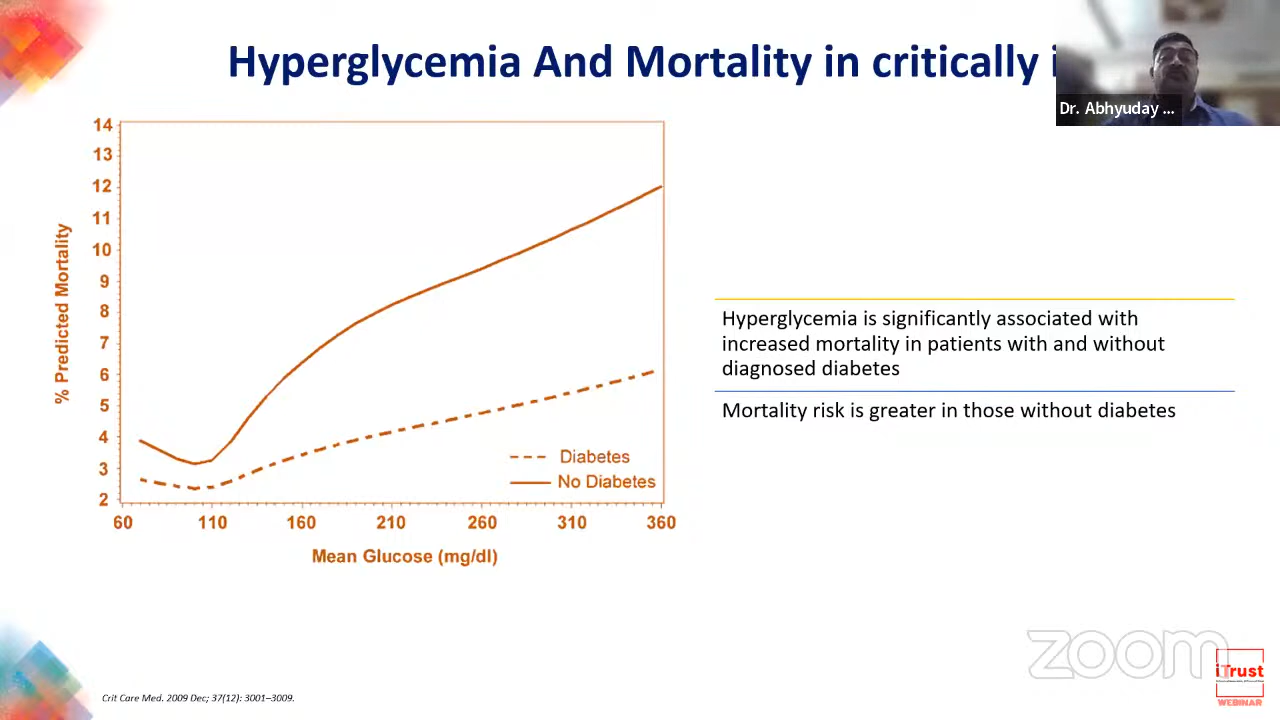 Hyperglycemia And Mortality in critically
Dr. Abhyuday ...
14
13
12
11
10
9
8
7
6
5
4
3
2
% Predicted Mortality
Diabetes
No Diabetes
60 110 160 210 260 310 360
Mean Glucose (mg/dl)
Hyperglycemia is significantly associated with
increased mortality in patients with and without
diagnosed diabetes
Mortality risk is greater in those without diabetes
Crit Care Med. 2009 Dec; 37(12): 3001–3009.
zoom
iTrust
WEBINAR